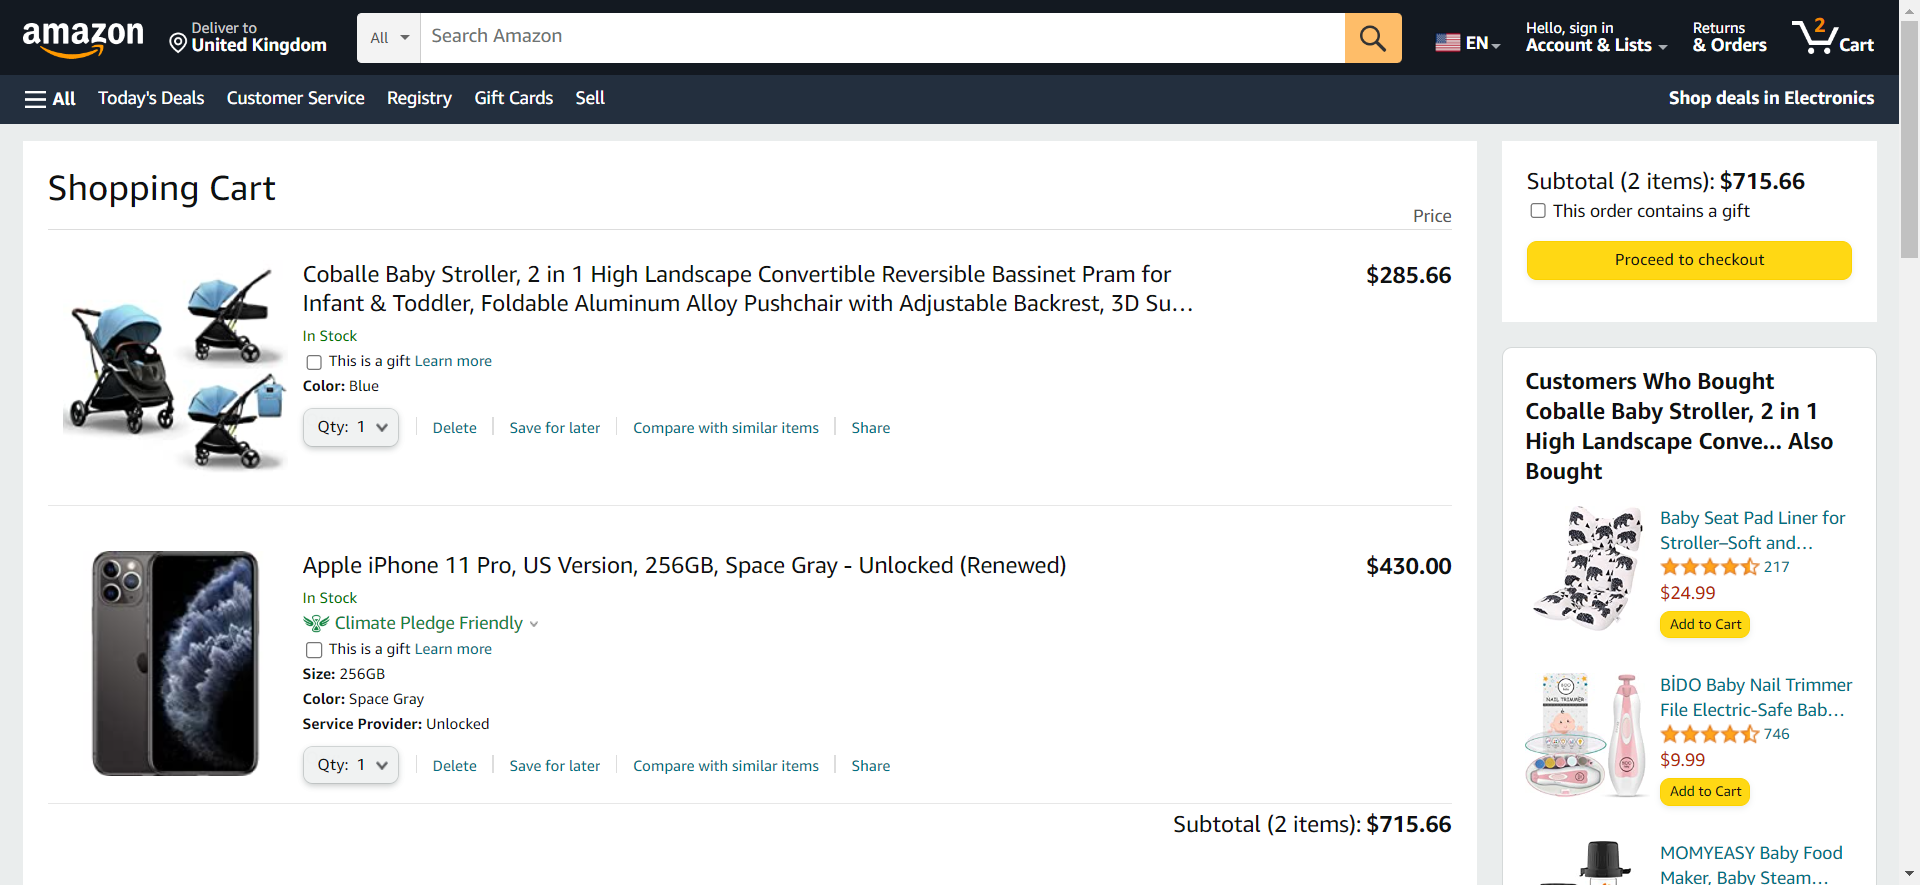 amazon
Deliver to
United Kingdom
All
Search Amazon
EN
Hello, sign in
Account & Lists
Returns
& Orders
2
Cart
All
Today's Deals
Customer Service
Registry
Gift Cards
Sell
Shop deals in Electronics
Shopping Cart
Price
Coballe Baby Stroller, 2 in 1 High Landscape Convertible Reversible Bassinet Pram for
Infant & Toddler, Foldable Aluminum Alloy Pushchair with Adjustable Backrest, 3D Su…
$285.66
In Stock
This is a gift Learn more
Color: Blue
Qty: 1
Delete
Save for later
Compare with similar items
Share
Apple iPhone 11 Pro, US Version, 256GB, Space Gray - Unlocked (Renewed)
$430.00
In Stock
Climate Pledge Friendly
This is a gift Learn more
Size: 256GB
Color: Space Gray
Service Provider: Unlocked
Qty: 1
Delete
Save for later
Compare with similar items
Share
Subtotal (2 items): $715.66
Subtotal (2 items): $715.66
This order contains a gift
Proceed to checkout
Customers Who Bought
Coballe Baby Stroller, 2 in 1
High Landscape Conve... Also
Bought
Baby Seat Pad Liner for
Stroller–Soft and…
217
$24.99
Add to Cart
NAIL TRIMMER
BİDO Baby Nail Trimmer
File Electric-Safe Bab…
746
$9.99
Add to Cart
MOMYEASY Baby Food
Maker, Baby Steam…